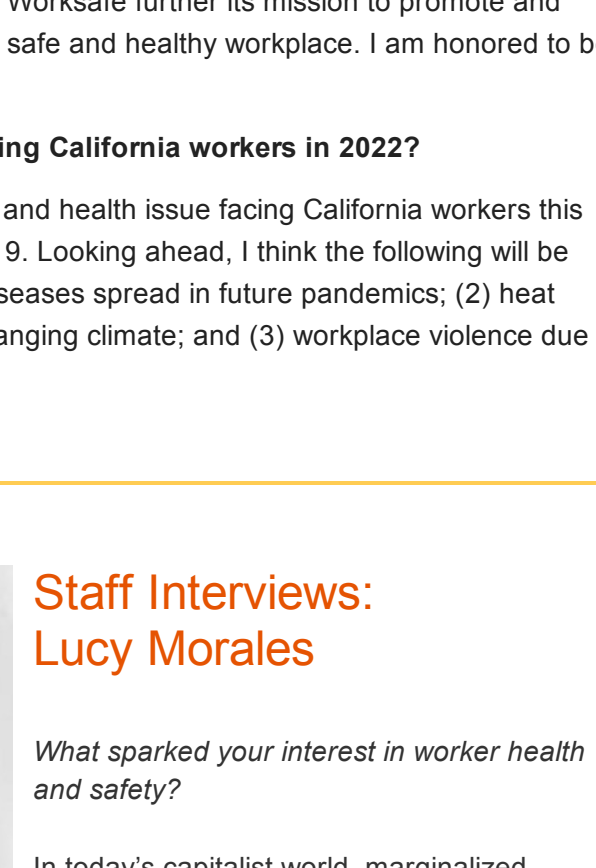 Worksafe further its mission to promote and
safe and healthy workplace. I am honored to b
ing California workers in 2022?
and health issue facing California workers this
9. Looking ahead, I think the following will be
seases spread in future pandemics; (2) heat
anging climate; and (3) workplace violence due
Staff Interviews:
Lucy Morales
What sparked your interest in worker health
and safety?
In today’s capitalist world, marginalized